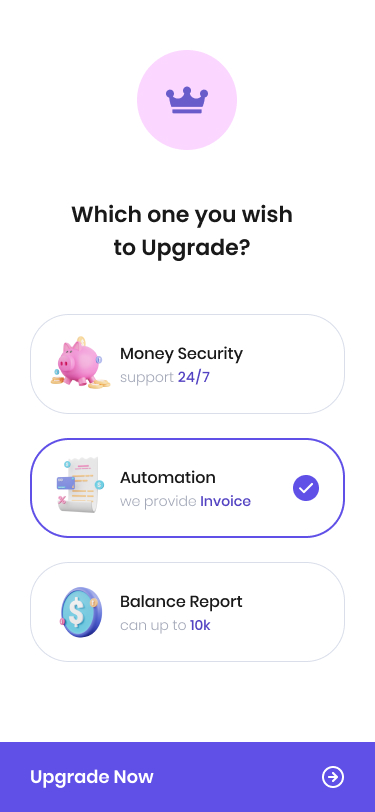 Which one you wish
to Upgrade?
Money Security
support 24/7
Automation
we provide Invoice
$
Balance Report
can up to 10k
Upgrade Now